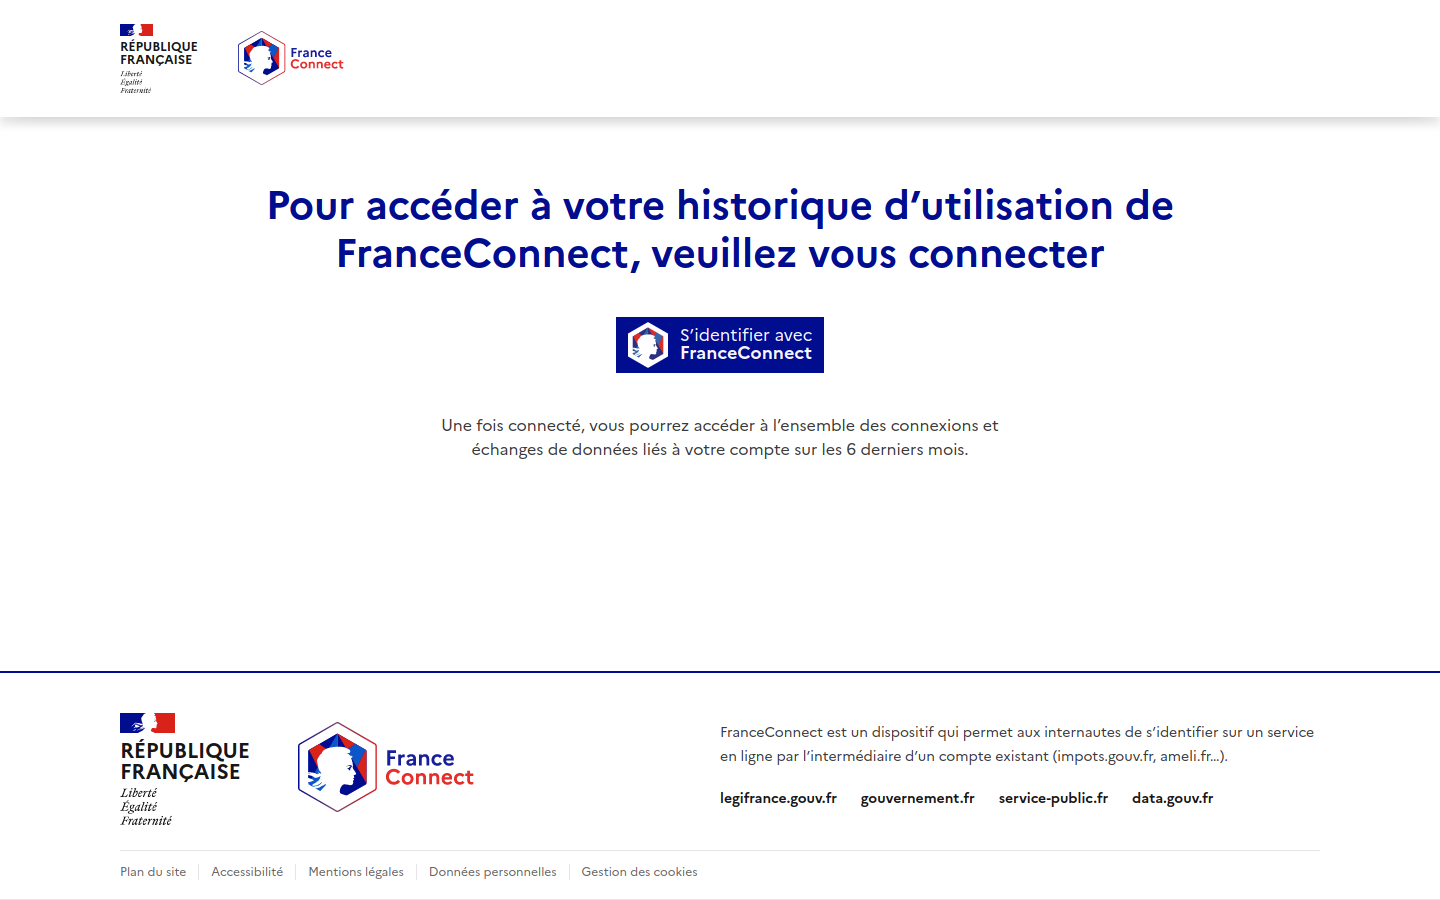 RÉPUBLIQUE
FRANÇAISE
Liberté
Égalité
Fraternité
France
Connect
Pour accéder à votre historique d’utilisation de
FranceConnect, veuillez vous connecter
S’identifier avec
FranceConnect
Une fois connecté, vous pourrez accéder à l’ensemble des connexions et
échanges de données liés à votre compte sur les 6 derniers mois.
RÉPUBLIQUE
FRANÇAISE
Liberté
Égalité
Fraternité
France
Connect
FranceConnect est un dispositif qui permet aux internautes de s’identifier sur un service
en ligne par l’intermédiaire d’un compte existant (impots.gouv.fr, ameli.fr…).
legifrance.gouv.fr gouvernement.fr service-public.fr data.gouv.fr
Plan du site Accessibilité Mentions légales Données personnelles Gestion des cookies